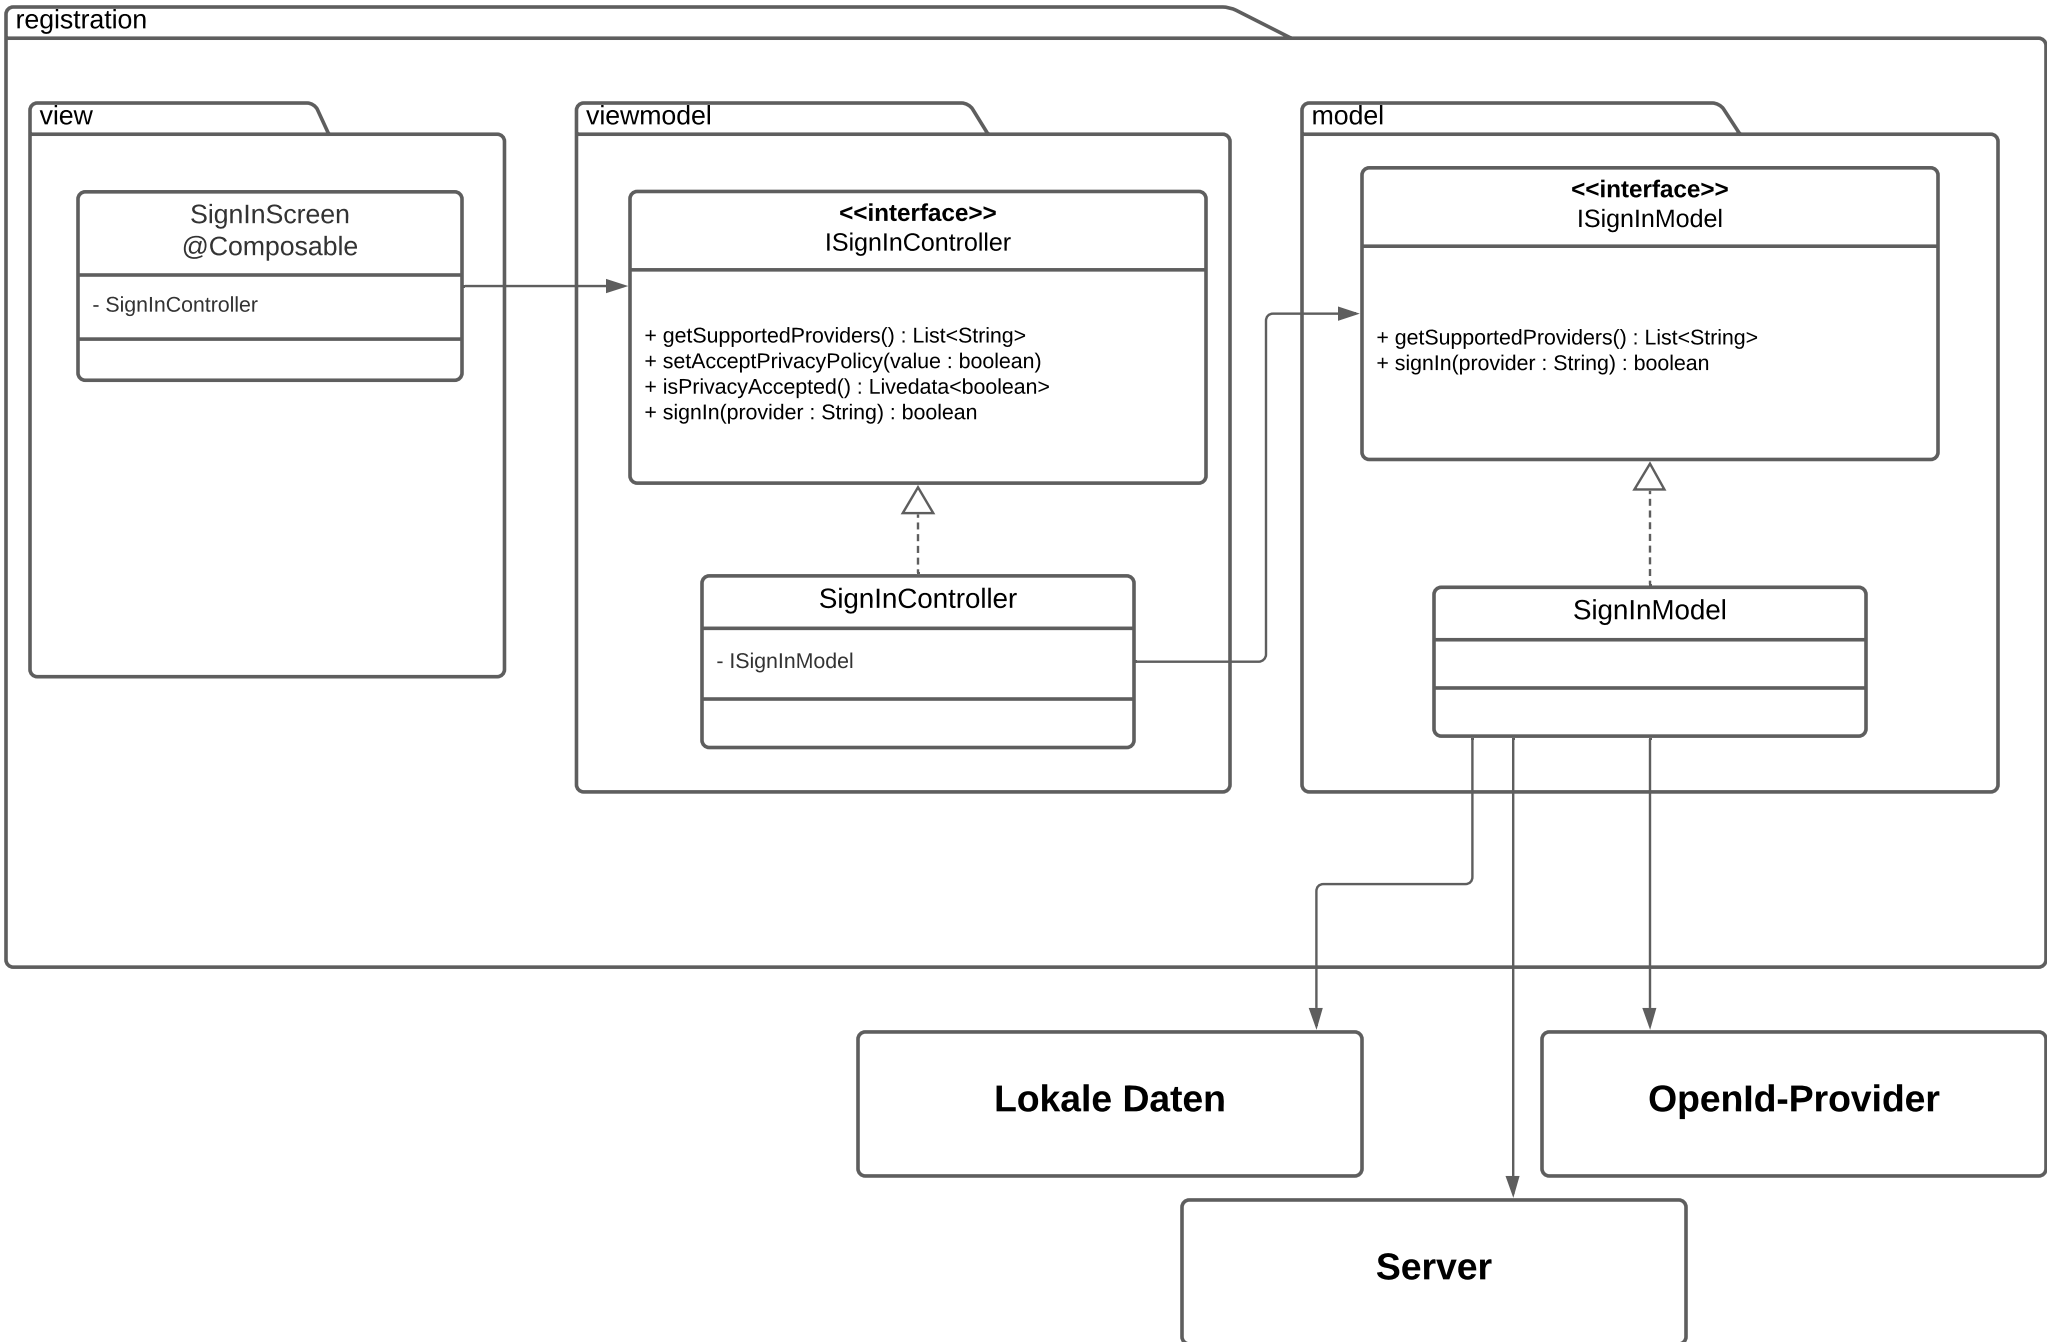 registration
view
SignInScreen
@Composable
- SignInController
viewmodel
<<interface>>
ISignInController
+ getSupportedProviders() : List<String>
+ setAcceptPrivacyPolicy(value : boolean)
+ isPrivacyAccepted() : Livedata<boolean>
+ signIn(provider : String) : boolean
SignInController
- ISignInModel
model
<<interface>>
ISignInModel
+ getSupportedProviders() : List<String>
+ signIn(provider : String) : boolean
SignInModel
Lokale Daten
OpenId-Provider
Server